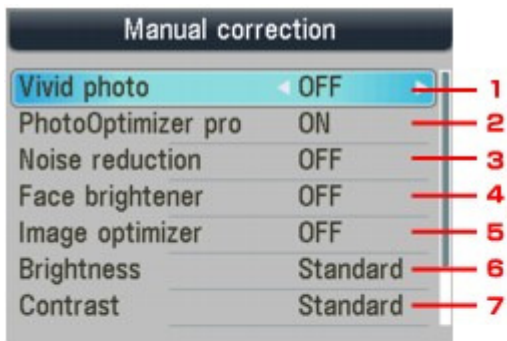 Manual correction
Vivid photo OFF 1
PhotoOptimizer pro ON 2
Noise reduction OFF 3
Face brightener OFF 4
Image optimizer OFF 5
Brightness Standard 6
Contrast Standard 7